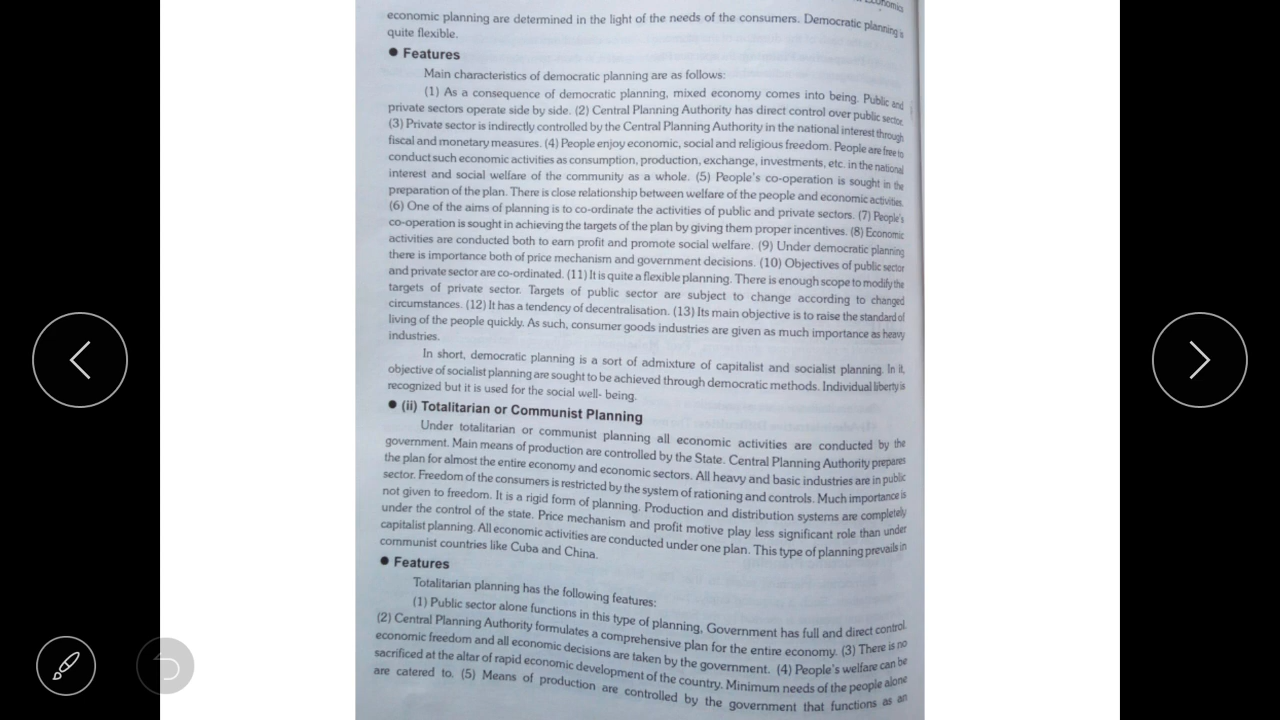 economic planning are determined in the light of the needs of the consumers. Democratic planning's
quite flexible.
● Features
Main characteristics of democratic planning are as follows:
(1) As a consequence of democratic planning, mixed economy comes into being. Public and
private sectors operate side by side. (2) Central Planning Authority has direct control over public sector.
(3) Private sector is indirectly controlled by the Central Planning Authority in the national interest through
fiscal and monetary measures. (4) People enjoy economic, social and religious freedom. People are free to
conduct such economic activities as consumption, production, exchange, investments, etc. in the national
interest and social welfare of the community as a whole. (5) People's co-operation is sought in the
preparation of the plan. There is close relationship between welfare of the people and economic activities.
(6) One of the aims of planning is to co-ordinate the activities of public and private sectors. (7) People's
co-operation is sought in achieving the targets of the plan by giving them proper incentives. (8) Economic
activities are conducted both to earn profit and promote social welfare. (9) Under democratic planning
there is importance both of price mechanism and government decisions. (10) Objectives of public sector
and private sector are co-ordinated. (11) It is quite a flexible planning. There is enough scope to modify the
targets of private sector. Targets of public sector are subject to change according to changed
circumstances. (12) It has a tendency of decentralisation. (13) Its main objective is to raise the standard of
living of the people quickly. As such, consumer goods industries are given as much importance as heavy
industries.
In short, democratic planning is a sort of admixture of capitalist and socialist planning. In it,
objective of socialist planning are sought to be achieved through democratic methods. Individual liberty is
recognized but it is used for the social well- being.
● (ii) Totalitarian or Communist Planning
Under totalitarian or communist planning all economic activities are conducted by the
government. Main means of production are controlled by the State. Central Planning Authority prepares
the plan for almost the entire economy and economic sectors. All heavy and basic industries are in public
sector. Freedom of the consumers is restricted by the system of rationing and controls. Much importance is
not given to freedom. It is a rigid form of planning. Production and distribution systems are completely
under the control of the state. Price mechanism and profit motive play less significant role than under
capitalist planning. All economic activities are conducted under one plan. This type of planning prevails in
communist countries like Cuba and China.
● Features
Totalitarian planning has the following features:
(1) Public sector alone functions in this type of planning, Government has full and direct control.
(2) Central Planning Authority formulates a comprehensive plan for the entire economy. (3) There is no
economic freedom and all economic decisions are taken by the government. (4) People's welfare can be
sacrificed at the altar of rapid economic development of the country. Minimum needs of the people alone
are catered to. (5) Means of production are controlled by the government that functions as an